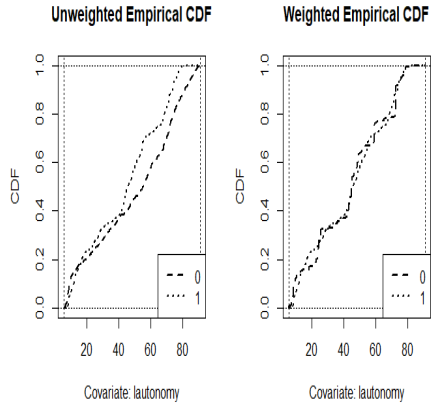 Unweighted Empirical CDF
CDF
0.0 0.2 0.4 0.6 0.8 1.0
0
1
20 40 60 80
Covariate: lautonomy
Weighted Empirical CDF
CDF
0.0 0.2 0.4 0.6 0.8 1.0
0
1
20 40 60 80
Covariate: lautonomy